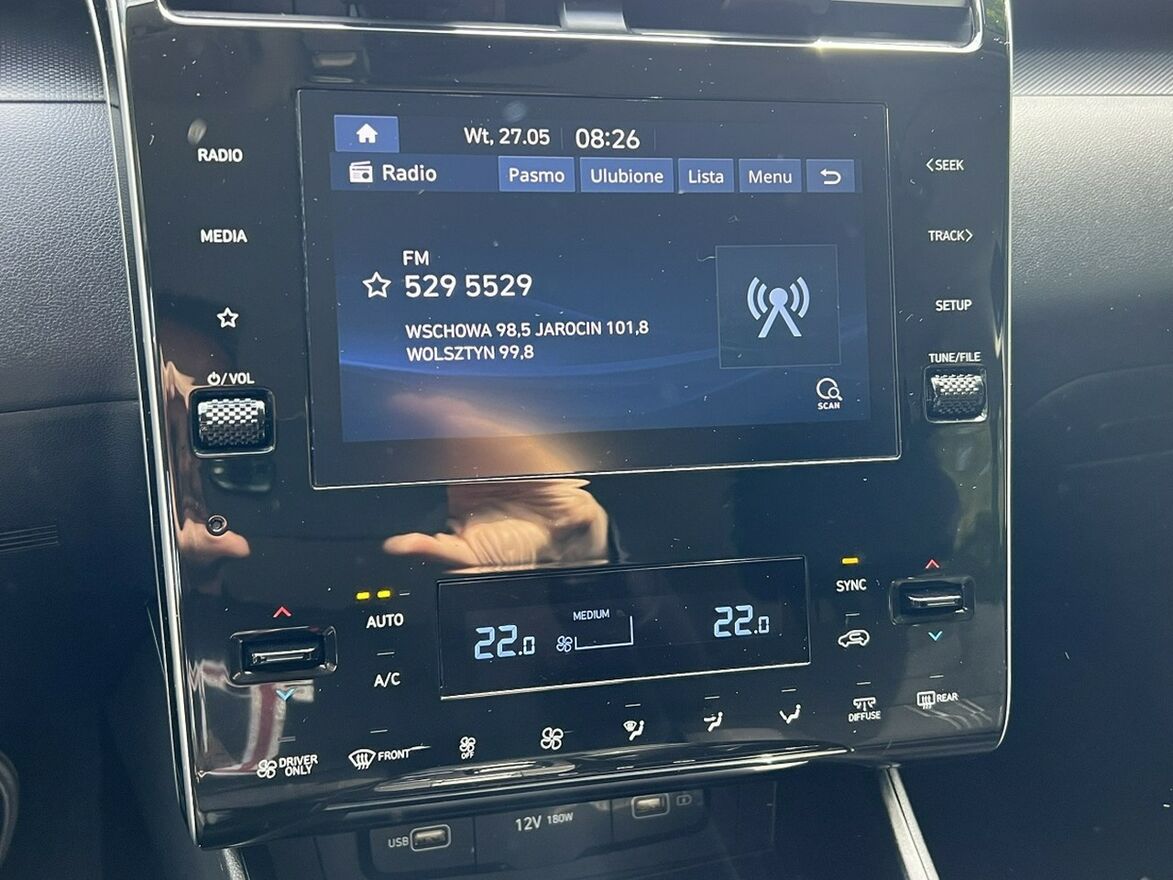 Wt, 27.05 08:26
RADIO
Radio Pasmo Ulubione Lista Menu
<SEEK
MEDIA
TRACK>
FM
529 5529
WSCHOWA 98,5 JAROCIN 101,8
WOLSZTYN 99,8
SCAN
SETUP
/VOL
TUNE/FILE
AUTO
A/C
22.0
MEDIUM
22.0
SYNC
DRIVER
ONLY
FRONT
OFF
DIFFUSE
REAR
USB
12V 180W